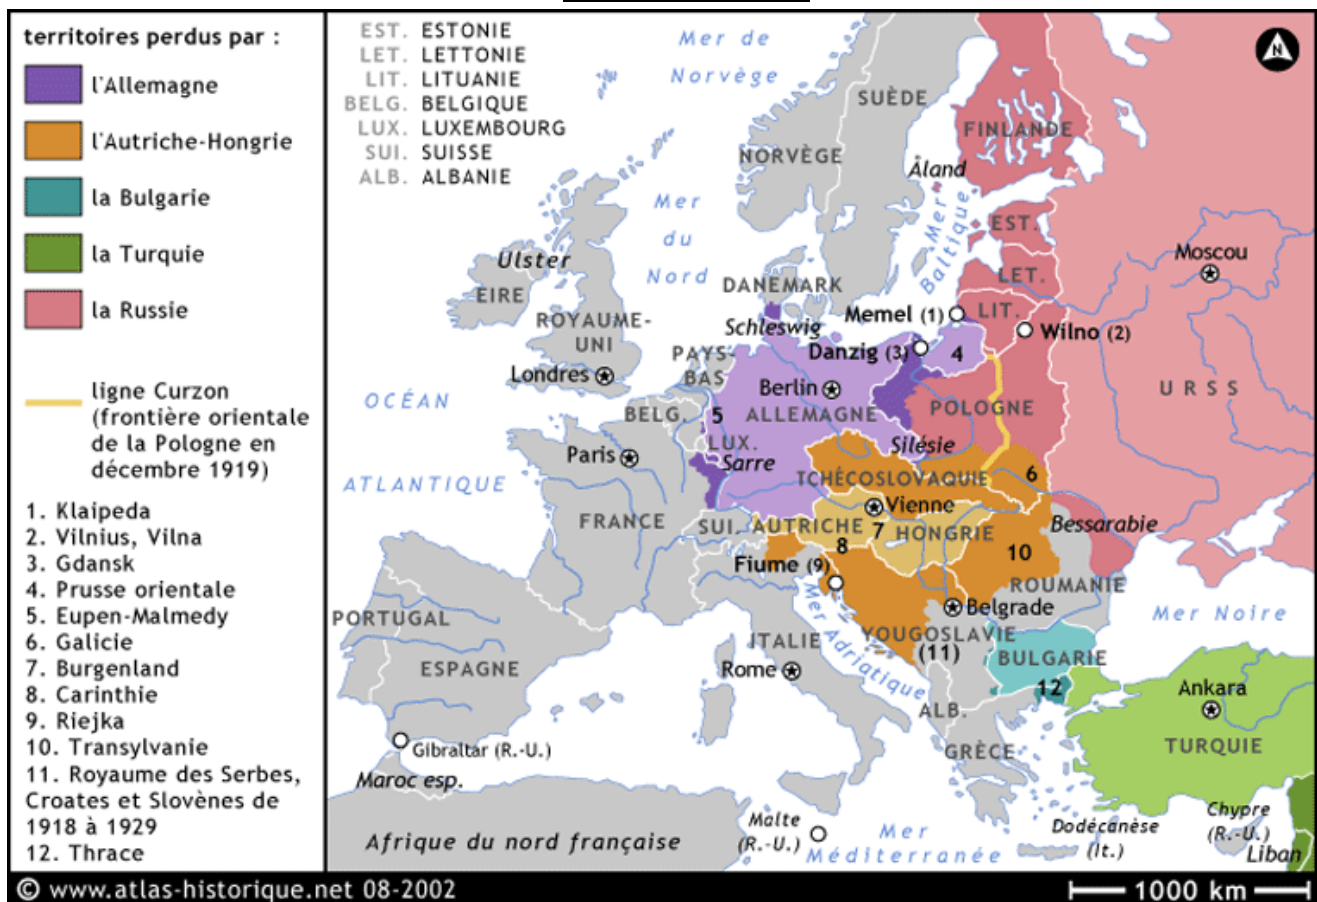 territoires perdus par :
l'Allemagne
l'Autriche-Hongrie
la Bulgarie
la Turquie
la Russie
ligne Curzon
(frontière orientale
de la Pologne en
décembre 1919)
1. Klaipeda
2. Vilnius, Vilna
3. Gdansk
4. Prusse orientale
5. Eupen-Malmedy
6. Galicie
7. Burgenland
8. Carinthie
9. Riejka
10. Transylvanie
11. Royaume des Serbes,
Croates et Slovènes de
1918 à 1929
12. Thrace
EST. ESTONIE
LET. LETTONIE
LIT. LITUANIE
BELG. BELGIQUE
LUX. LUXEMBOURG
SUI. SUISSE
ALB. ALBANIE
Mer de
Norvège
N
SUÈDE
FINLANDE
NORVÈGE
Åland
Mer
du
Nord
Mer
Baltique
EST.
Moscou
Ulster
EIRE
LET.
DANEMARK
ROYAUME-
UNI
Schleswig
Memel (1)
LIT.
Wilno (2)
PAYS-
BAS
Danzig (3)
4
Londres
Berlin
URSS
OCÉAN
BELG.
5
ALLEMAGNE
POLOGNE
LUX.
Silésie
Paris
Sarre
ATLANTIQUE
TCHÉCOSLOVAQUIE
6
Vienne
FRANCE
SUI.
AUTRICHE
7
HONGRIE
Bessarabie
8
10
Fiume (9)
ROUMANIE
Belgrade
Mer Noire
PORTUGAL
Mer Adriatique
ITALIE
YOUGOSLAVIE
(11)
ESPAGNE
Rome
BULGARIE
12
Ankara
ALB.
Gibraltar (R.-U.)
GRÈCE
TURQUIE
Maroc esp.
Malte
(R.-U.)
Chypre
(R.-U.)
Dodécanèse
(It.)
Liban
Afrique du nord française
Mer
Méditerranée
© www.atlas-historique.net 08-2002
1000 km